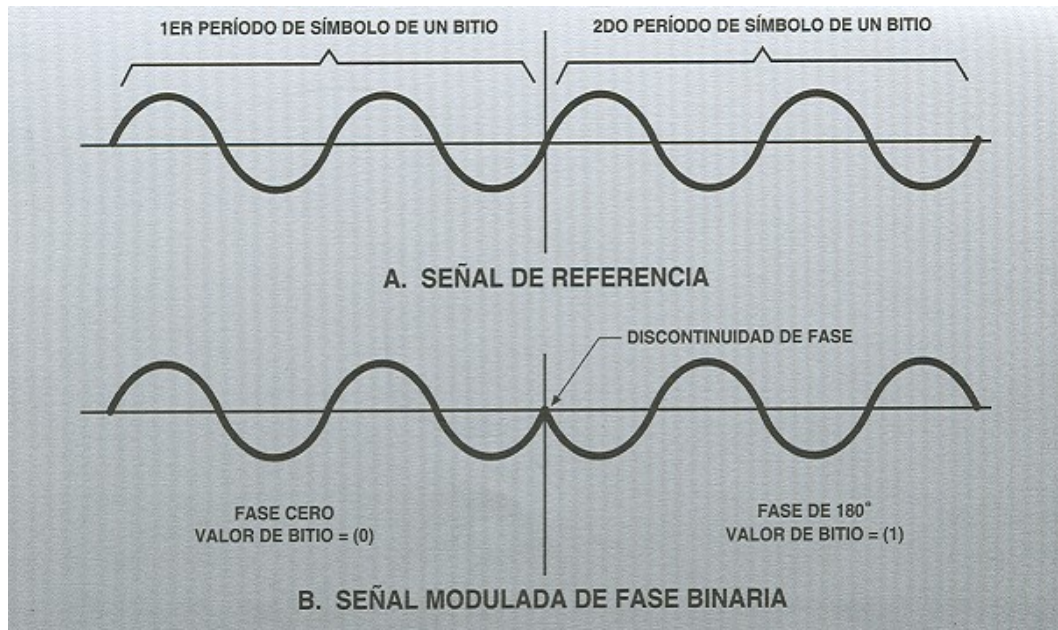 1ER PERÍODO DE SÍMBOLO DE UN BITIO
2DO PERÍODO DE SÍMBOLO DE UN BITIO
A. SEÑAL DE REFERENCIA
DISCONTINUIDAD DE FASE
FASE CERO
VALOR DE BITIO = (0)
FASE DE 180°
VALOR DE BITIO = (1)
B. SEÑAL MODULADA DE FASE BINARIA